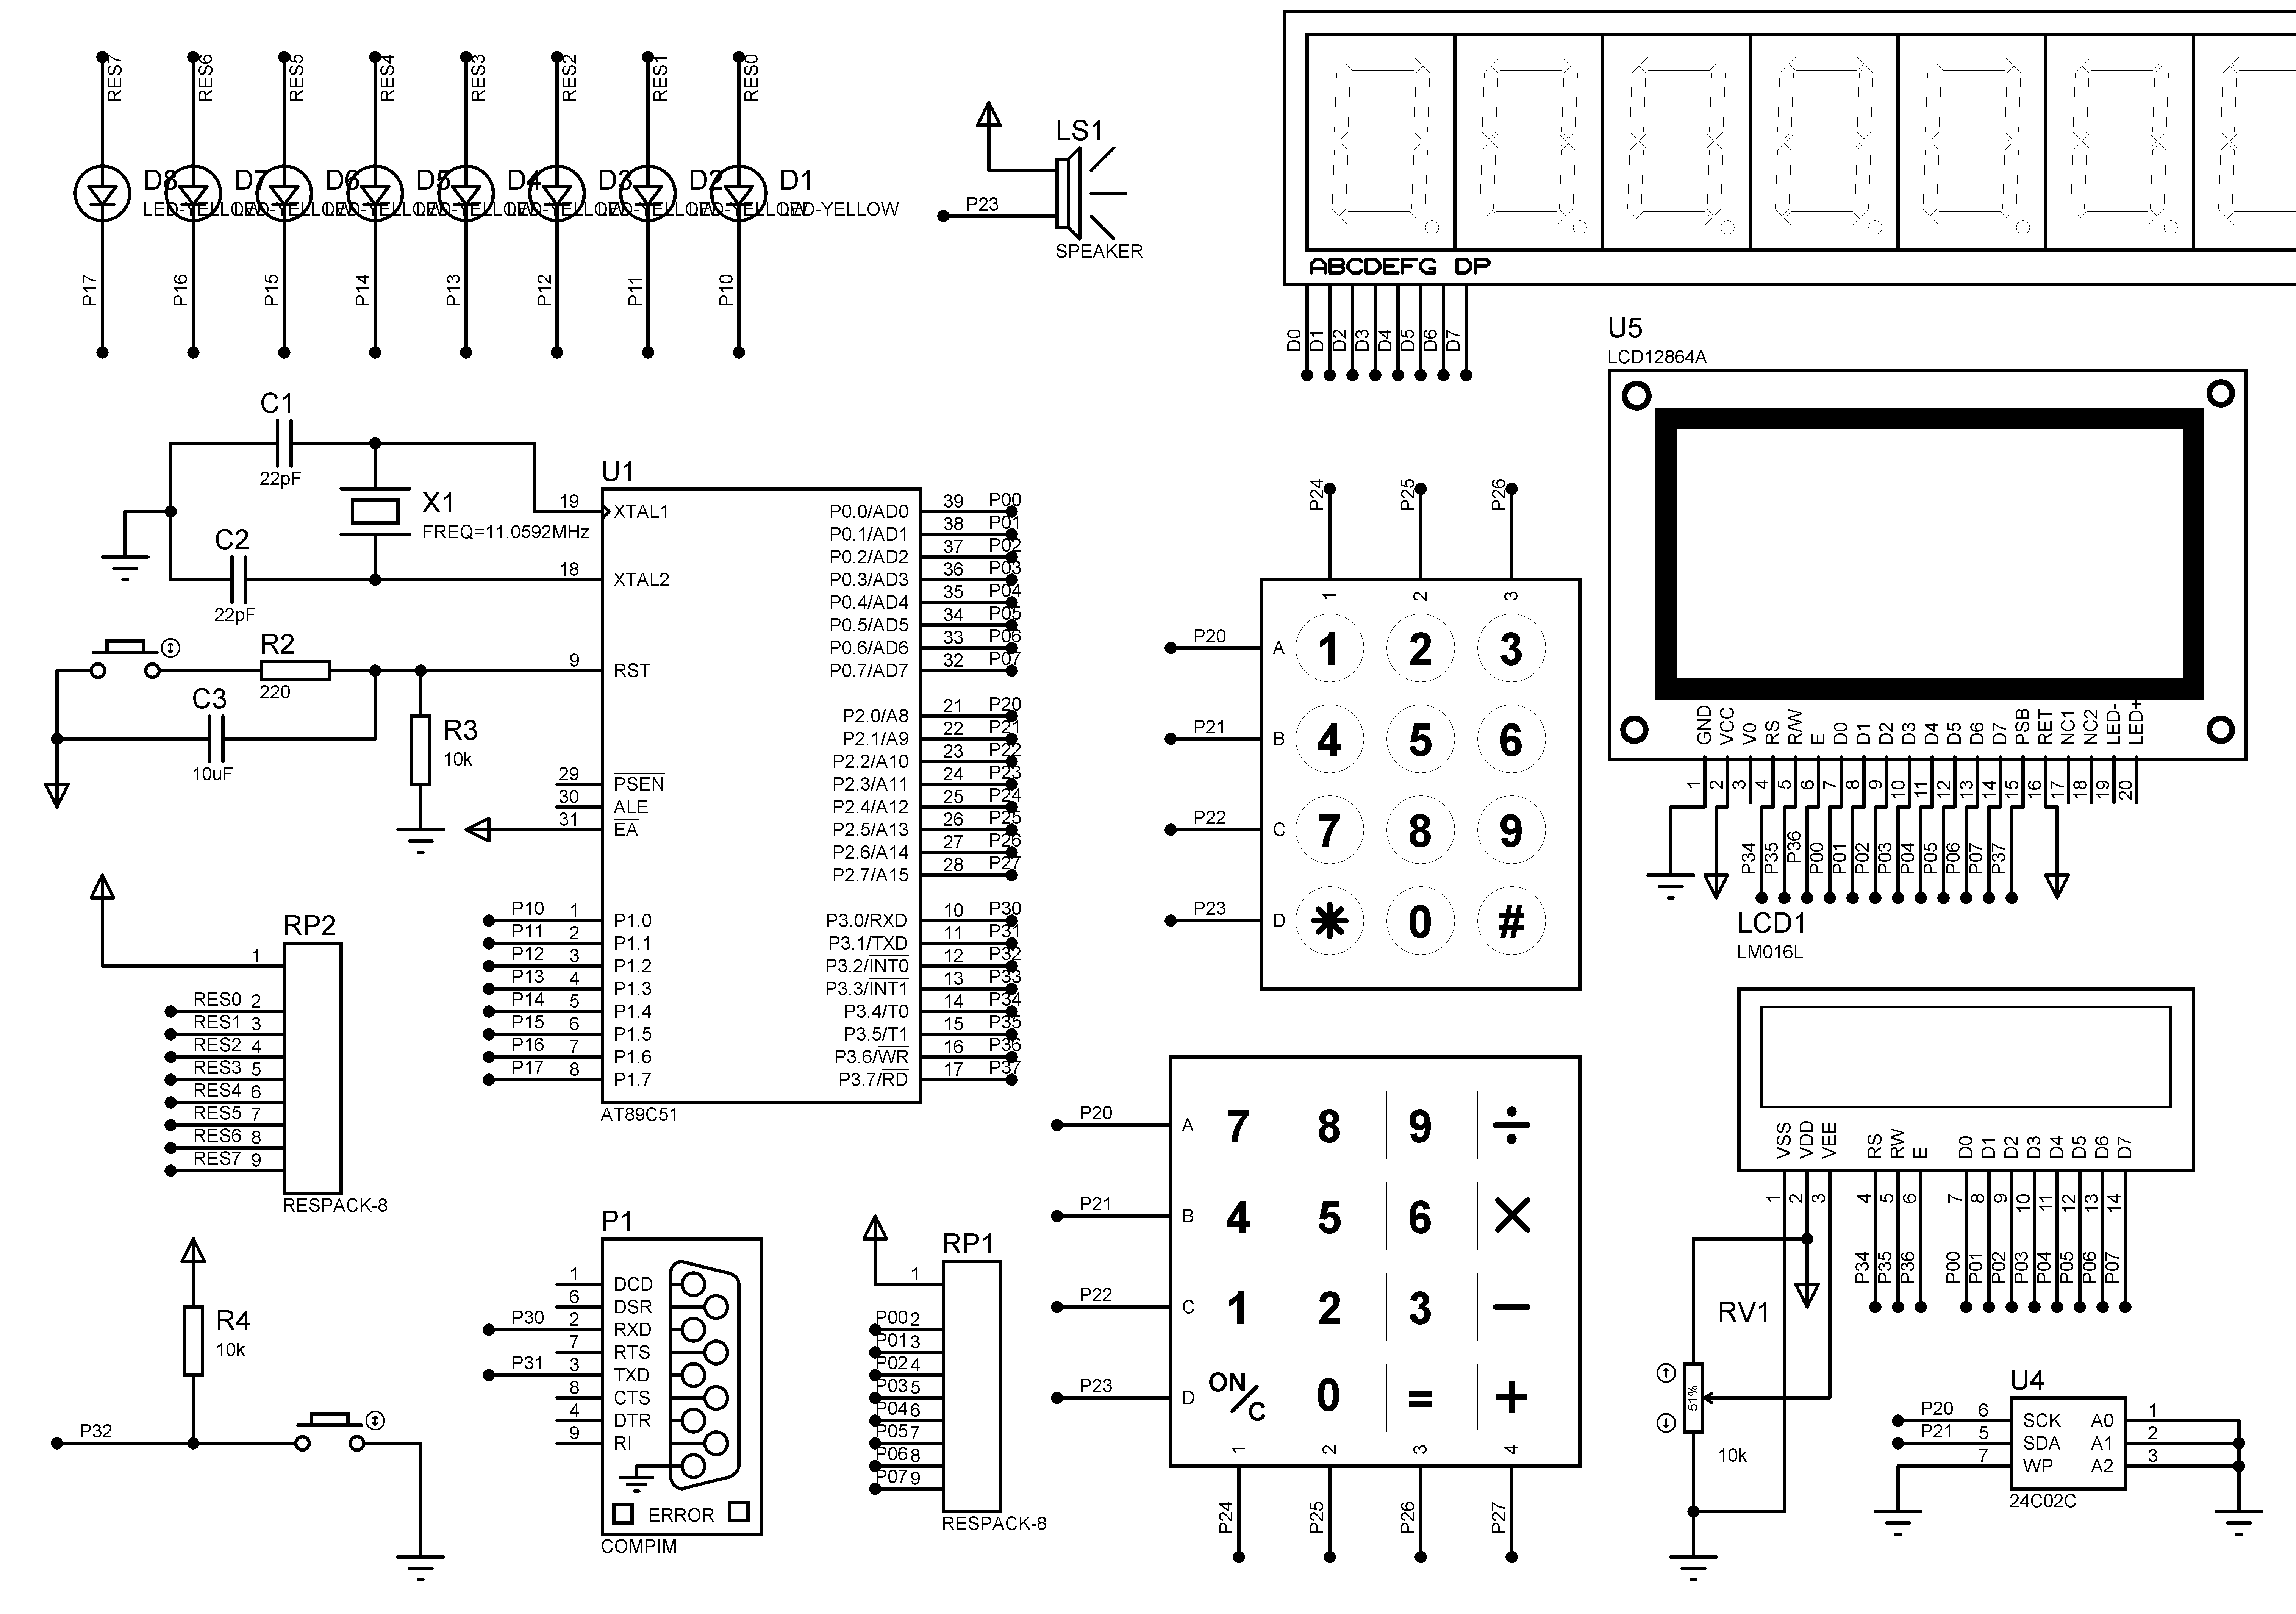 RES7 RES6 RES5 RES4 RES3 RES2 RES1 RES0
D8 D7 D6 D5 D4 D3 D2 D1
LED-YELLOW LED-YELLOW LED-YELLOW LED-YELLOW LED-YELLOW LED-YELLOW LED-YELLOW LED-YELLOW
P17 P16 P15 P14 P13 P12 P11 P10
LS1
P23
SPEAKER
ABCDEFG DP
D0 D1 D2 D3 D4 D5 D6 D7
C1
22pF
X1
FREQ=11.0592MHz
C2
22pF
R2
220
C3
10uF
R3
10k
U1
19 XTAL1
18 XTAL2
9 RST
29 PSEN
30 ALE
31 EA
P10 1 P1.0
P11 2 P1.1
P12 3 P1.2
P13 4 P1.3
P14 5 P1.4
P15 6 P1.5
P16 7 P1.6
P17 8 P1.7
P0.0/AD0 39 P00
P0.1/AD1 38 P01
P0.2/AD2 37 P02
P0.3/AD3 36 P03
P0.4/AD4 35 P04
P0.5/AD5 34 P05
P0.6/AD6 33 P06
P0.7/AD7 32 P07
P2.0/A8 21 P20
P2.1/A9 22 P21
P2.2/A10 23 P22
P2.3/A11 24 P23
P2.4/A12 25 P24
P2.5/A13 26 P25
P2.6/A14 27 P26
P2.7/A15 28 P27
P3.0/RXD 10 P30
P3.1/TXD 11 P31
P3.2/INT0 12 P32
P3.3/INT1 13 P33
P3.4/T0 14 P34
P3.5/T1 15 P35
P3.6/WR 16 P36
P3.7/RD 17 P37
AT89C51
P24 P25 P26
1 2 3
P20 A 1 2 3
P21 B 4 5 6
P22 C 7 8 9
P23 D * 0 #
U5
LCD12864A
GND VCC V0 RS R/W E D0 D1 D2 D3 D4 D5 D6 D7 PSB RET NC1 NC2 LED- LED+
1 2 3 4 5 6 7 8 9 10 11 12 13 14 15 16 17 18 19 20
P34 P35 P36 P00 P01 P02 P03 P04 P05 P06 P07 P37
LCD1
LM016L
VSS VDD VEE RS RW E D0 D1 D2 D3 D4 D5 D6 D7
1 2 3 4 5 6 7 8 9 10 11 12 13 14
P34 P35 P36 P00 P01 P02 P03 P04 P05 P06 P07
RV1
51%
10k
RP2
1
RES0 2
RES1 3
RES2 4
RES3 5
RES4 6
RES5 7
RES6 8
RES7 9
RESPACK-8
R4
10k
P32
P1
1 DCD
6 DSR
P30 2 RXD
7 RTS
P31 3 TXD
8 CTS
4 DTR
9 RI
ERROR
COMPIM
RP1
1
P00 2
P01 3
P02 4
P03 5
P04 6
P05 7
P06 8
P07 9
RESPACK-8
P20 A 7 8 9 ÷
P21 B 4 5 6 ×
P22 C 1 2 3 −
P23 D ON/C 0 = +
1 2 3 4
P24 P25 P26 P27
U4
P20 6 SCK A0 1
P21 5 SDA A1 2
7 WP A2 3
24C02C